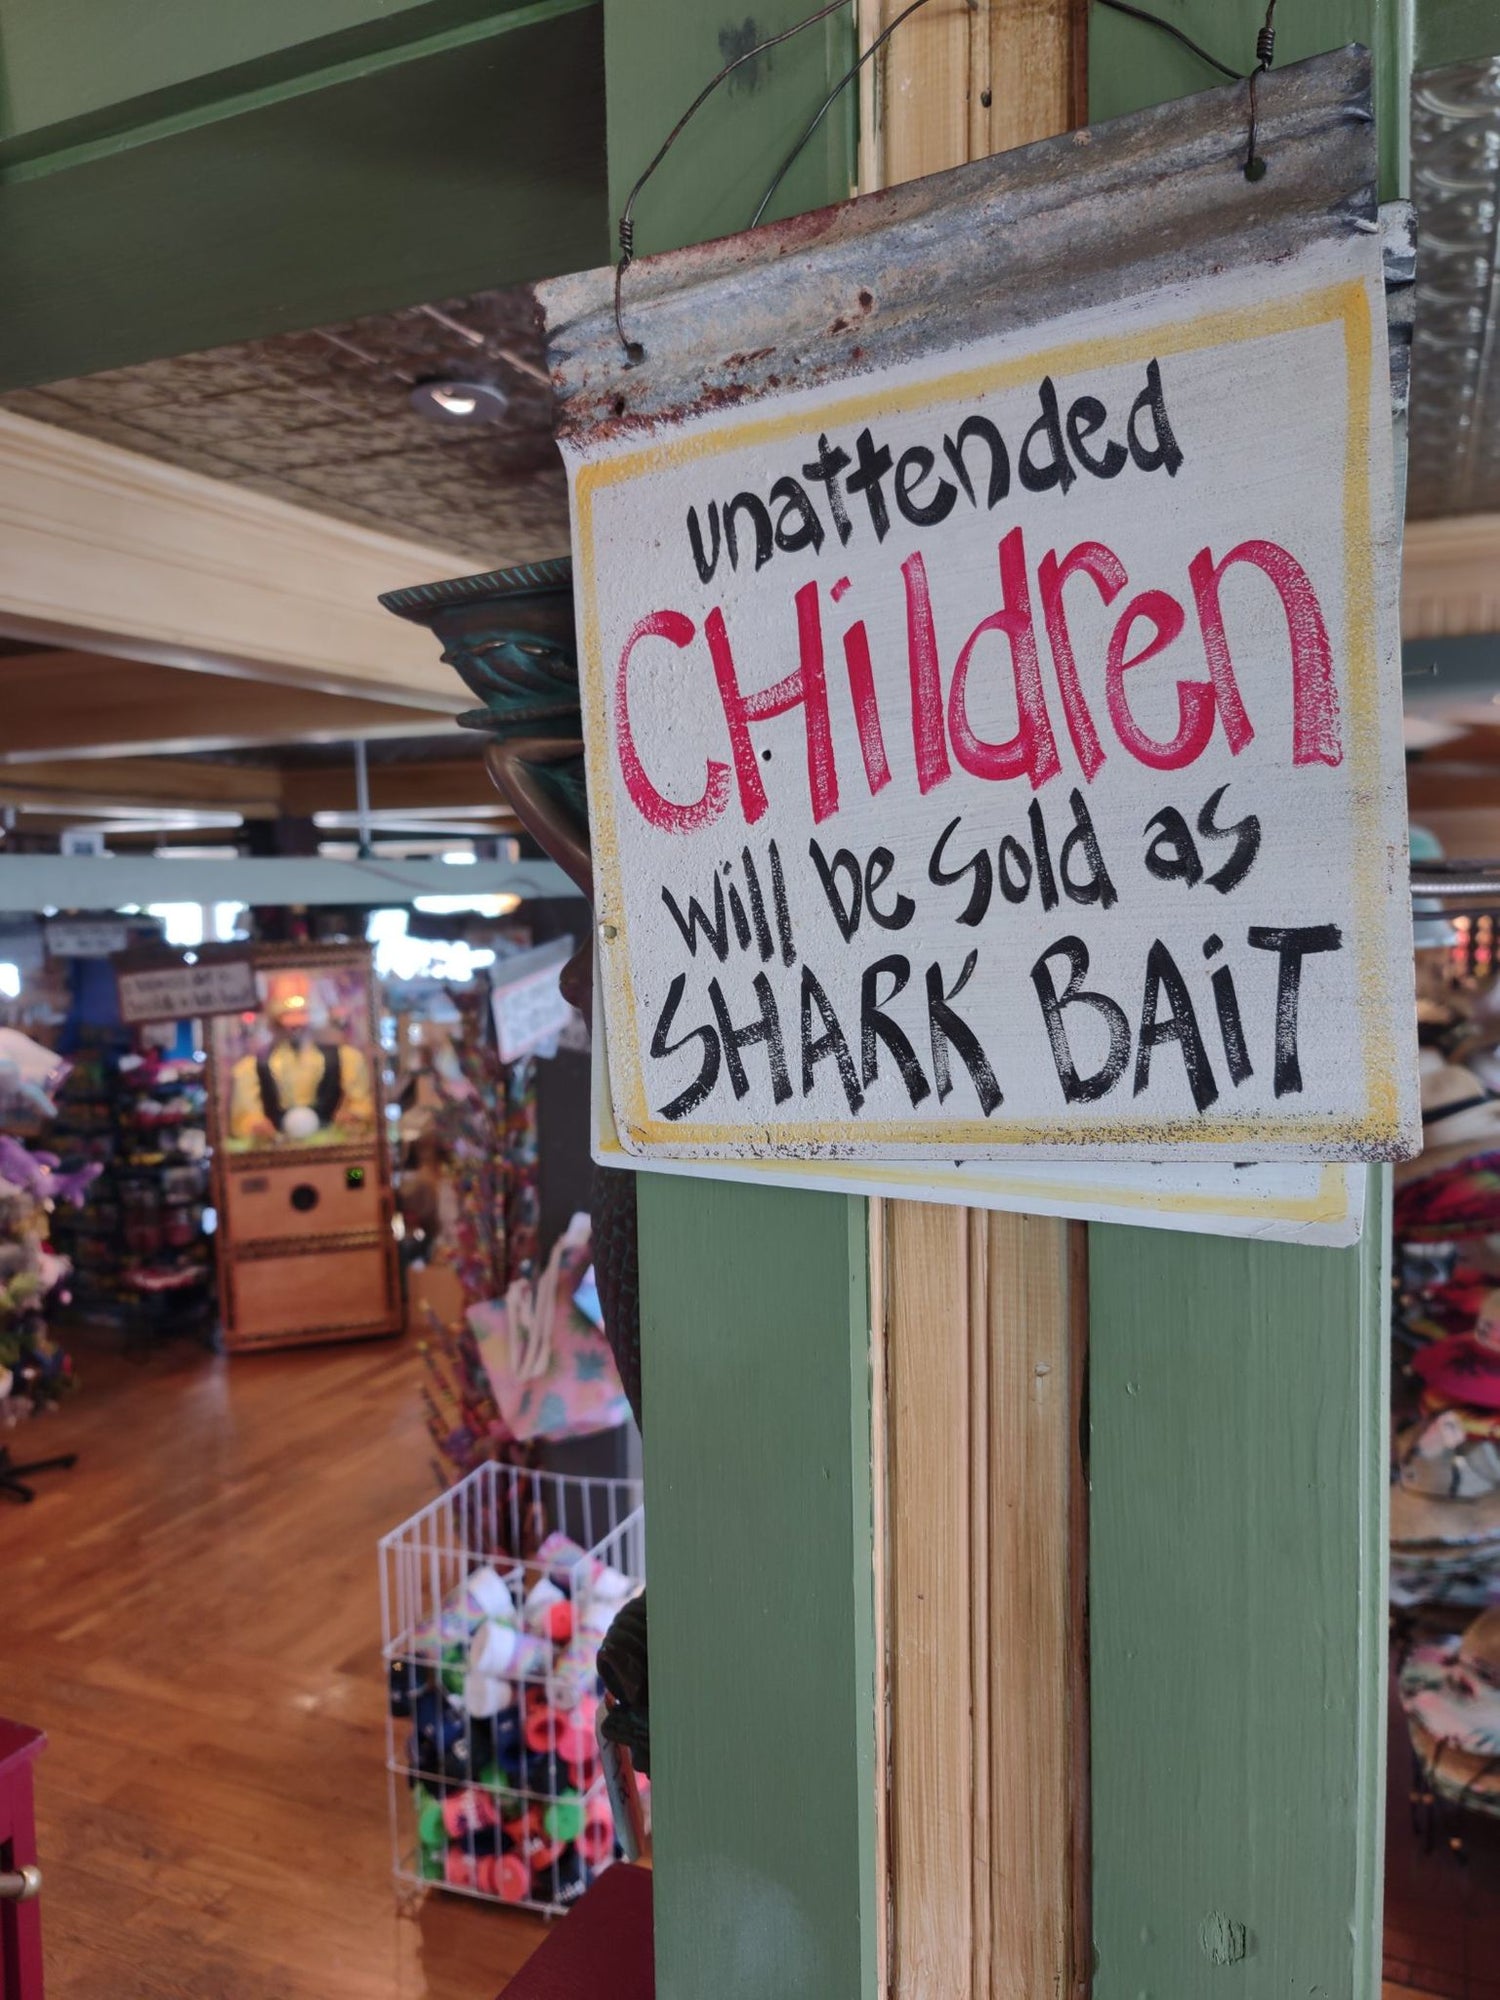 unattended
CHildren
will be sold as
SHARK BAiT